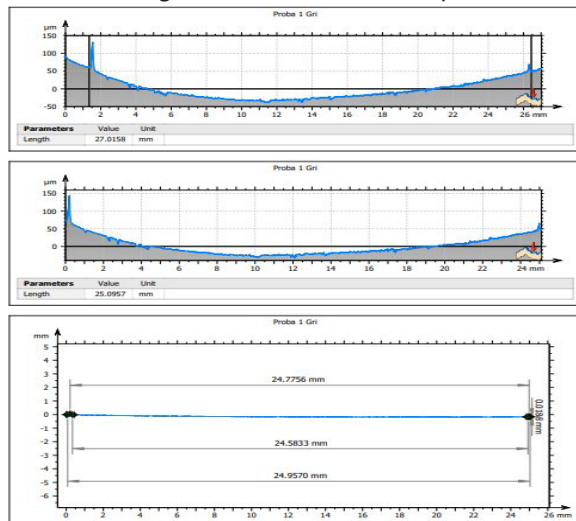 Proba 1 Gri
µm
150
100
50
0
-50
0 2 4 6 8 10 12 14 16 18 20 22 24 26 mm
Parameters Value Unit
Length 27.0158 mm
Proba 1 Gri
µm
150
100
50
0
0 2 4 6 8 10 12 14 16 18 20 22 24 mm
Parameters Value Unit
Length 25.0957 mm
Proba 1 Gri
mm
5
4
3
2
1
0
-1
-2
-3
-4
-5
-6
24.7756 mm
24.5833 mm
24.9570 mm
0 2 4 6 8 10 12 14 16 18 20 22 24 26 mm